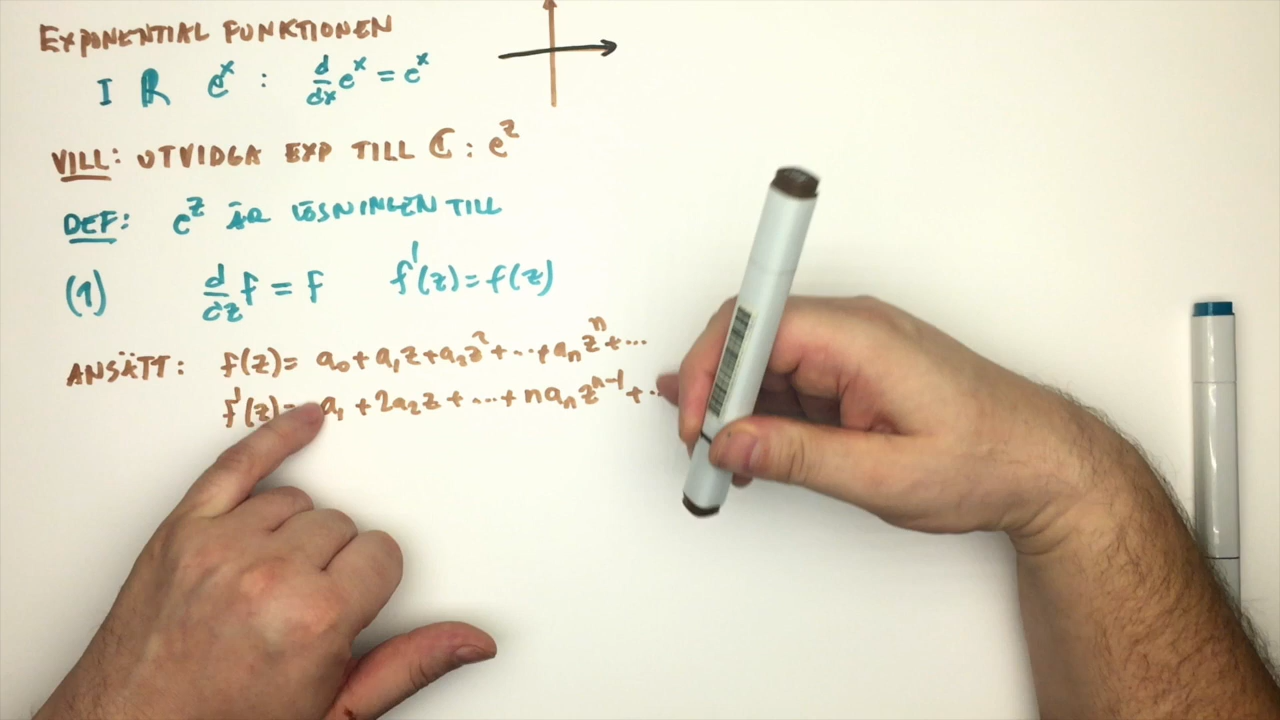 EXPONENTIAL FUNKTIONEN
I R e^x : d/dx e^x = e^x
VILL: UTVIDGA EXP TILL ℂ: e^z
DEF: e^z ÄR LÖSNINGEN TILL
(1) d/dz f = f f'(z) = f(z)
ANSÄTT: f(z) = a₀ + a₁z + a₂z² + ... + aₙzⁿ + ...
f'(z) = a₁ + 2a₂z + ... + naₙzⁿ⁻¹ + ..